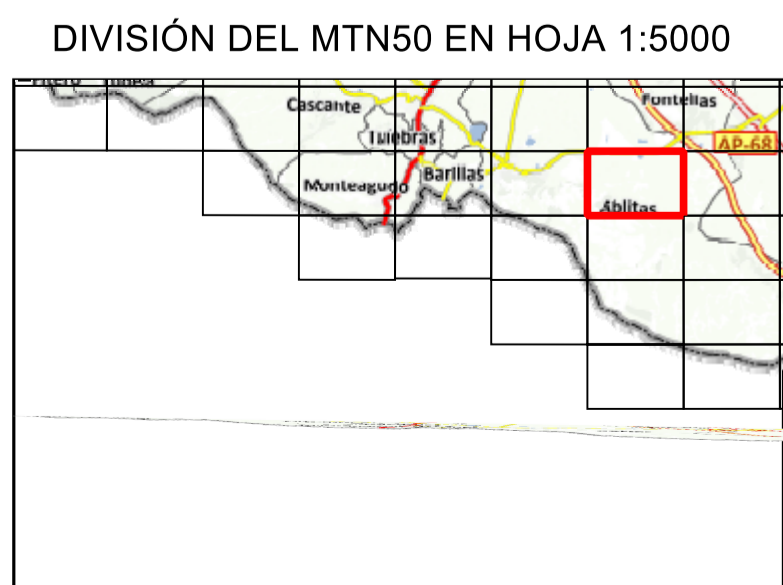 DIVISIÓN DEL MTN50 EN HOJA 1:5000
Cascante
Fontellas
Tulebras
AP-68
Barillas
Monteagudo
Ablitas